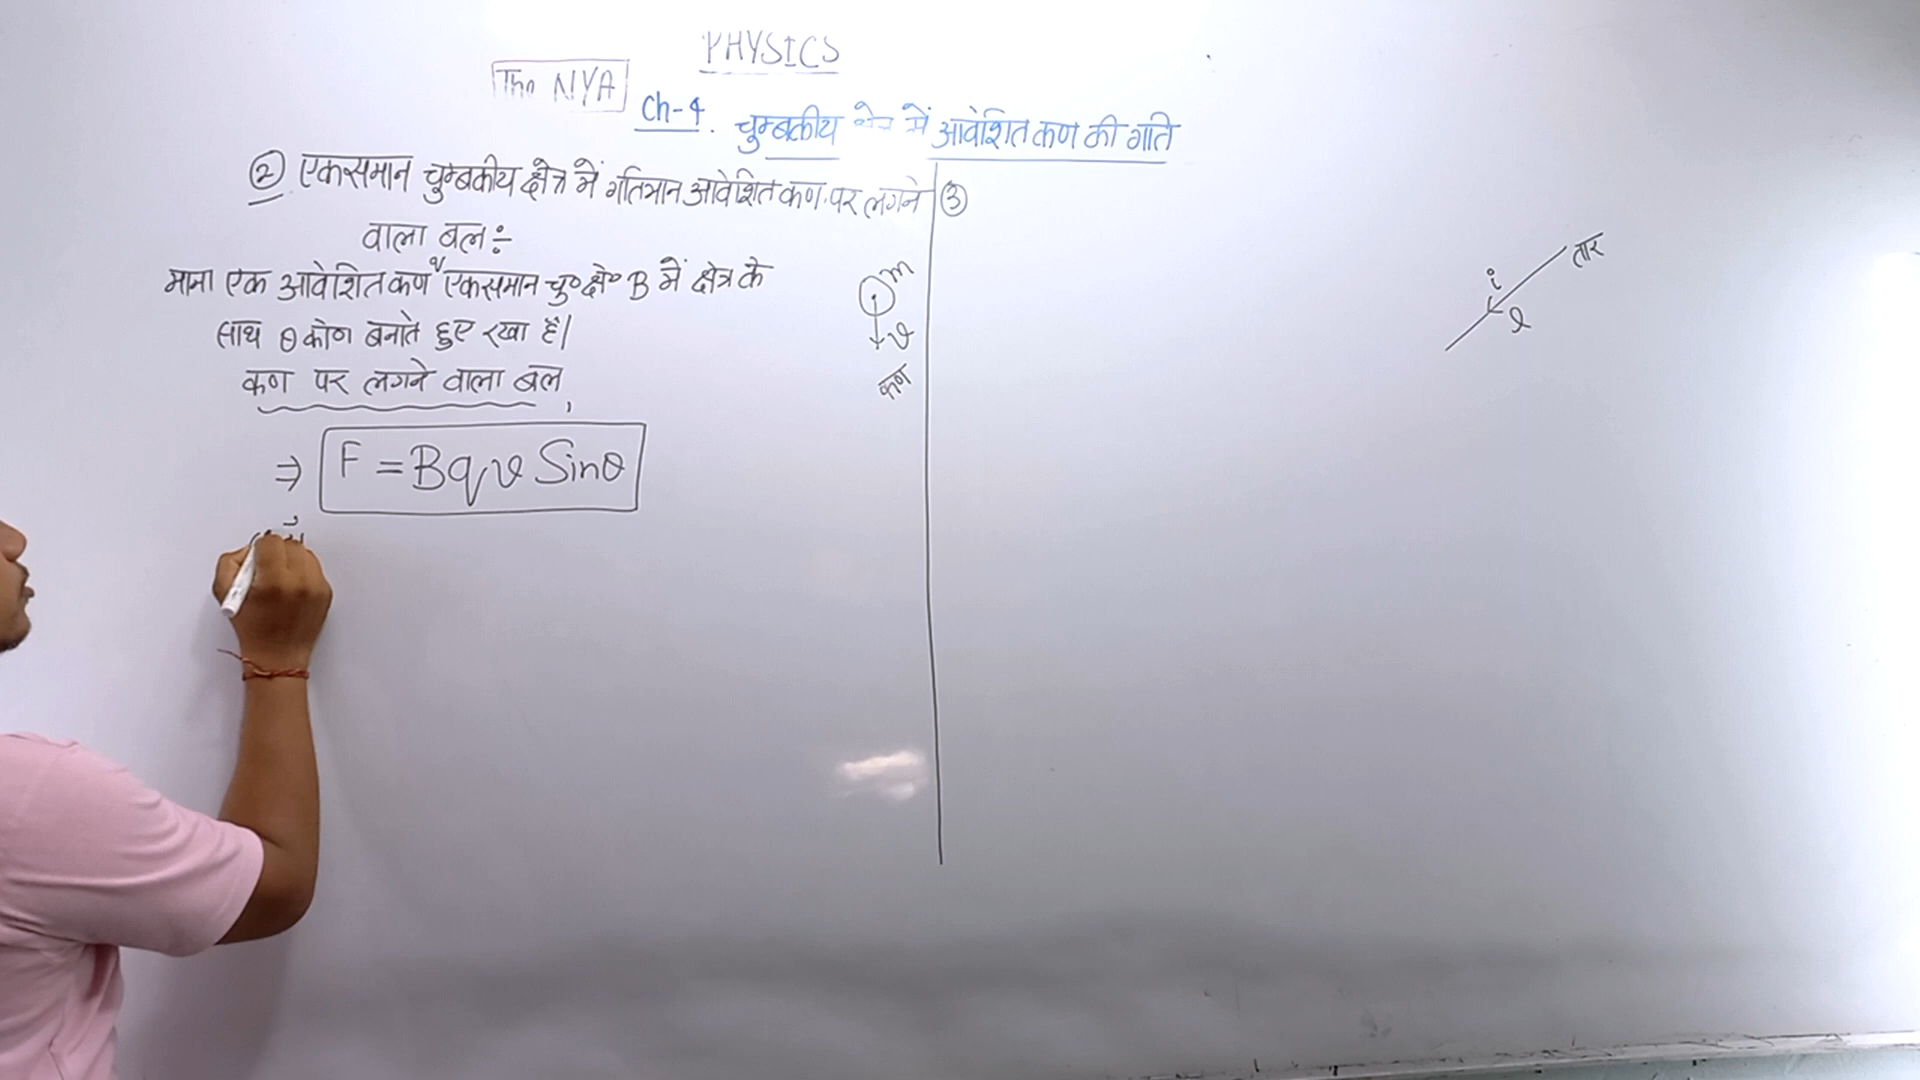 PHYSICS
The NYA
Ch-4. चुम्बकीय क्षेत्र में आवेशित कण की गति
② एकसमान चुम्बकीय क्षेत्र में गतिमान आवेशित कण पर लगने
वाला बल ÷
माना एक आवेशित कण q एकसमान चु० क्षे० B में क्षेत्र के
साथ θ कोण बनाते हुए रखा है।
कण पर लगने वाला बल,
⇒ F = Bqv Sinθ
m
v
कण
③
तार
i
l